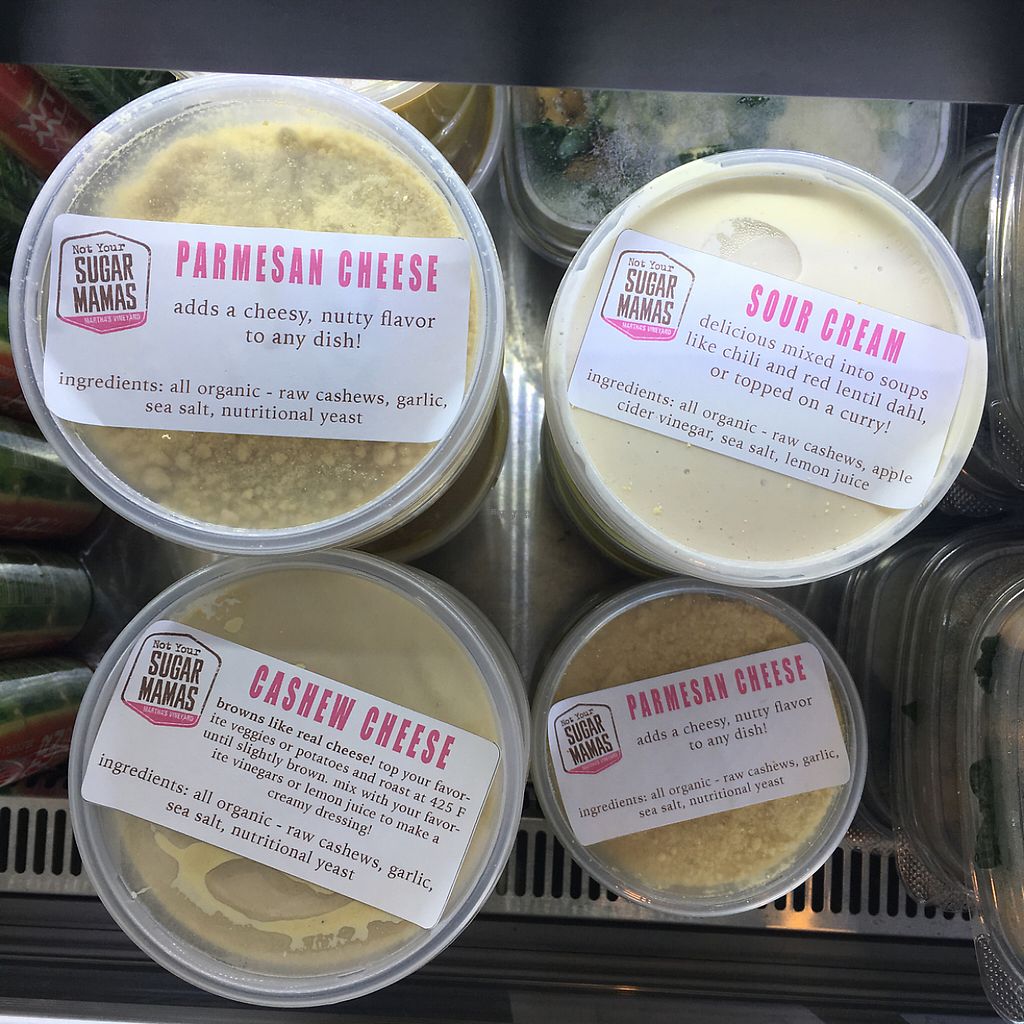 Not Your
SUGAR
MAMAS
MARTHA'S VINEYARD
PARMESAN CHEESE
adds a cheesy, nutty flavor
to any dish!
ingredients: all organic - raw cashews, garlic,
sea salt, nutritional yeast
Not Your
SUGAR
MAMAS
MARTHA'S VINEYARD
SOUR CREAM
delicious mixed into soups
like chili and red lentil dahl,
or topped on a curry!
ingredients: all organic - raw cashews, apple
cider vinegar, sea salt, lemon juice
Not Your
SUGAR
MAMAS
MARTHA'S VINEYARD
CASHEW CHEESE
browns like real cheese! top your favor-
ite veggies or potatoes and roast at 425 F
until slightly brown. mix with your favor-
ite vinegars or lemon juice to make a
creamy dressing!
ingredients: all organic - raw cashews, garlic,
sea salt, nutritional yeast
Not Your
SUGAR
MAMAS
MARTHA'S VINEYARD
PARMESAN CHEESE
adds a cheesy, nutty flavor
to any dish!
ingredients: all organic - raw cashews, garlic,
sea salt, nutritional yeast